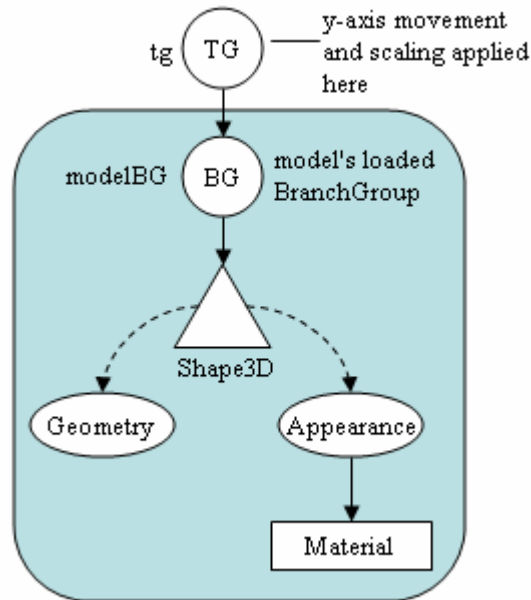 tg
TG
y-axis movement
and scaling applied
here
modelBG
BG
model's loaded
BranchGroup
Shape3D
Geometry
Appearance
Material